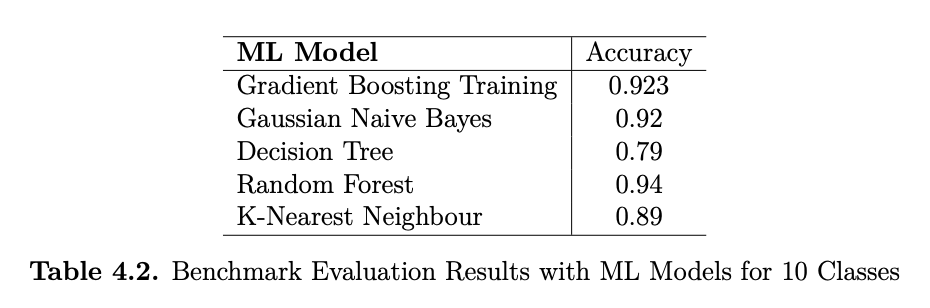 ML Model Accuracy
Gradient Boosting Training 0.923
Gaussian Naive Bayes 0.92
Decision Tree 0.79
Random Forest 0.94
K-Nearest Neighbour 0.89
Table 4.2. Benchmark Evaluation Results with ML Models for 10 Classes